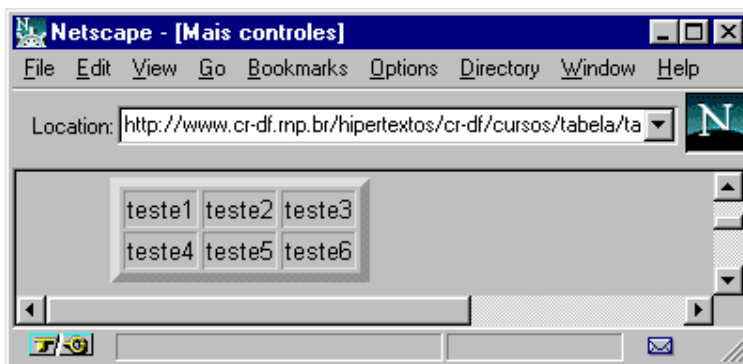 Netscape - [Mais controles]
File Edit View Go Bookmarks Options Directory Window Help
Location: http://www.cr-df.rnp.br/hipertextos/cr-df/cursos/tabela/ta
N
teste1 teste2 teste3
teste4 teste5 teste6